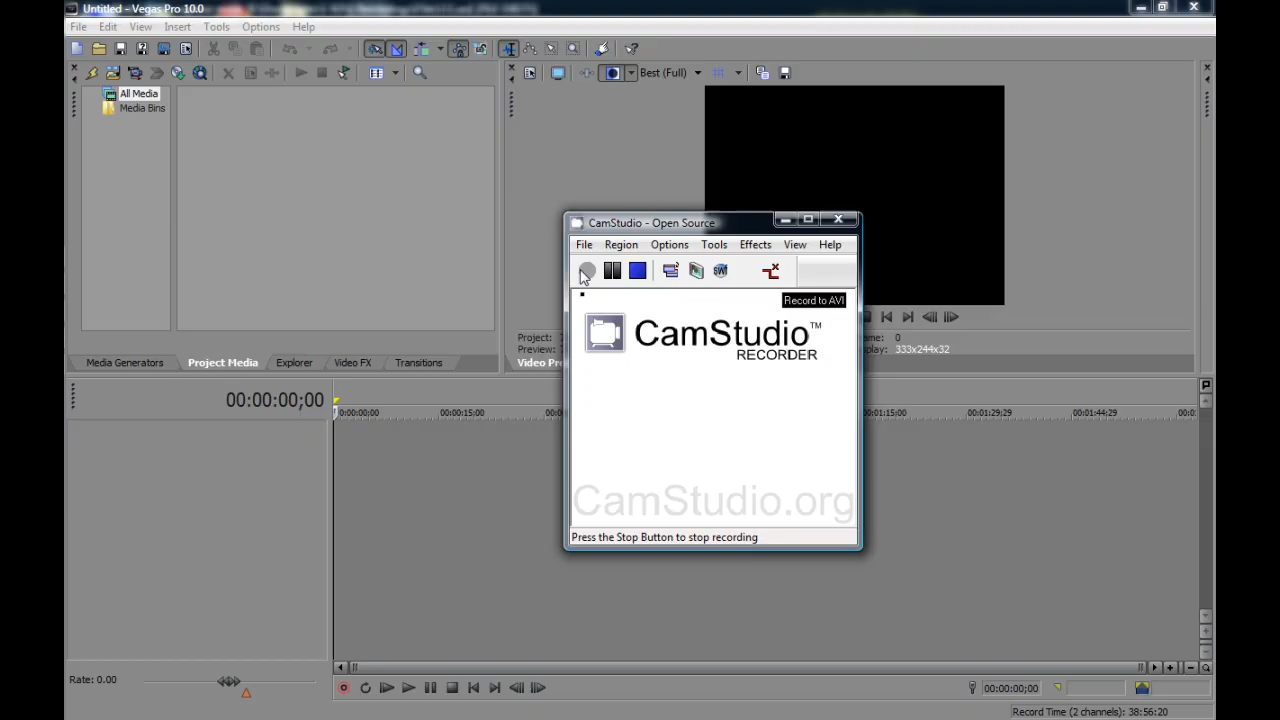 Untitled - Vegas Pro 10.0
File Edit View Insert Tools Options Help
Best (Full)
All Media
Media Bins
CamStudio - Open Source
File Region Options Tools Effects View Help
Record to AVI
CamStudio™
RECORDER
CamStudio.org
Press the Stop Button to stop recording
Project:
Preview:
Video Pre
0
333x244x32
Media Generators Project Media Explorer Video FX Transitions
00:00:00;00
0:00:00;00 00:00:15;00 00:01:15;00 00:01:29;29 00:01:44;29
Rate: 0.00
00:00:00;00
Record Time (2 channels): 38:56:20